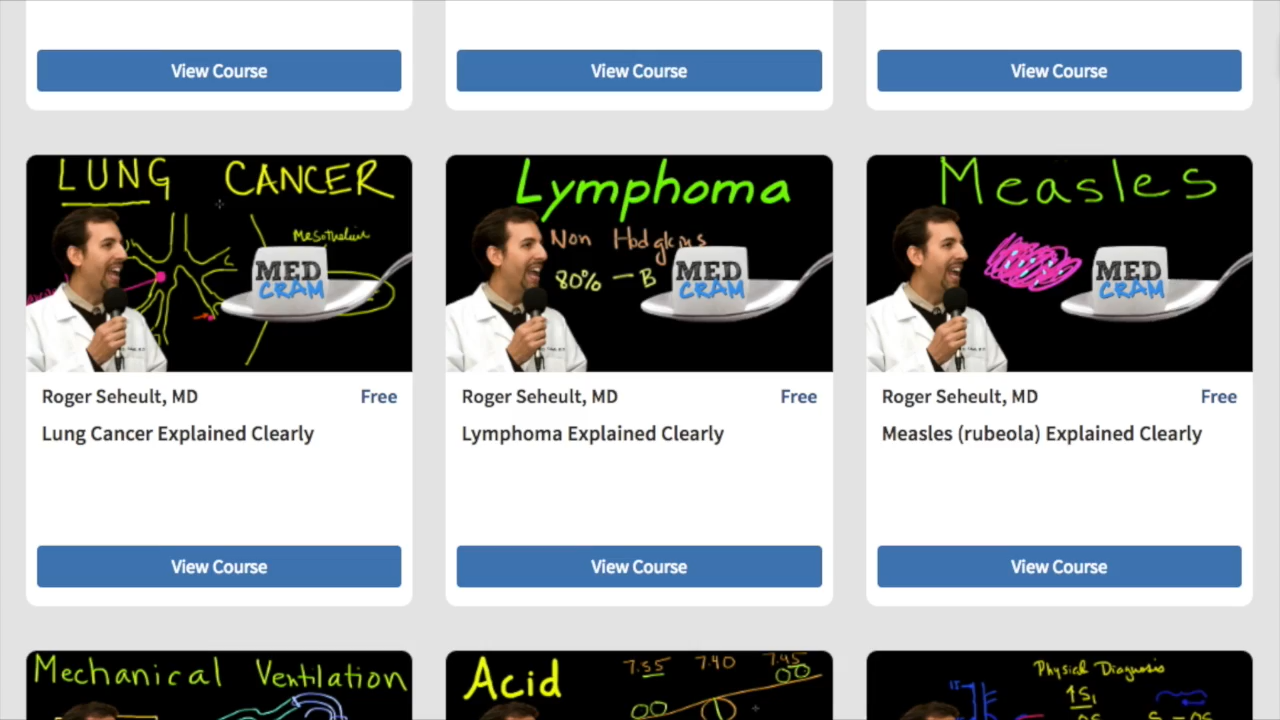 View Course
View Course
View Course
LUNG CANCER
Mesothelium
MED
CRAM
Lymphoma
Non Hodgkins
80% – B
MED
CRAM
Measles
MED
CRAM
Roger Seheult, MD
Free
Lung Cancer Explained Clearly
Roger Seheult, MD
Free
Lymphoma Explained Clearly
Roger Seheult, MD
Free
Measles (rubeola) Explained Clearly
View Course
View Course
View Course
Mechanical Ventilation
Acid
7.35 7.40 7.45
Physical Diagnosis
↑S₁